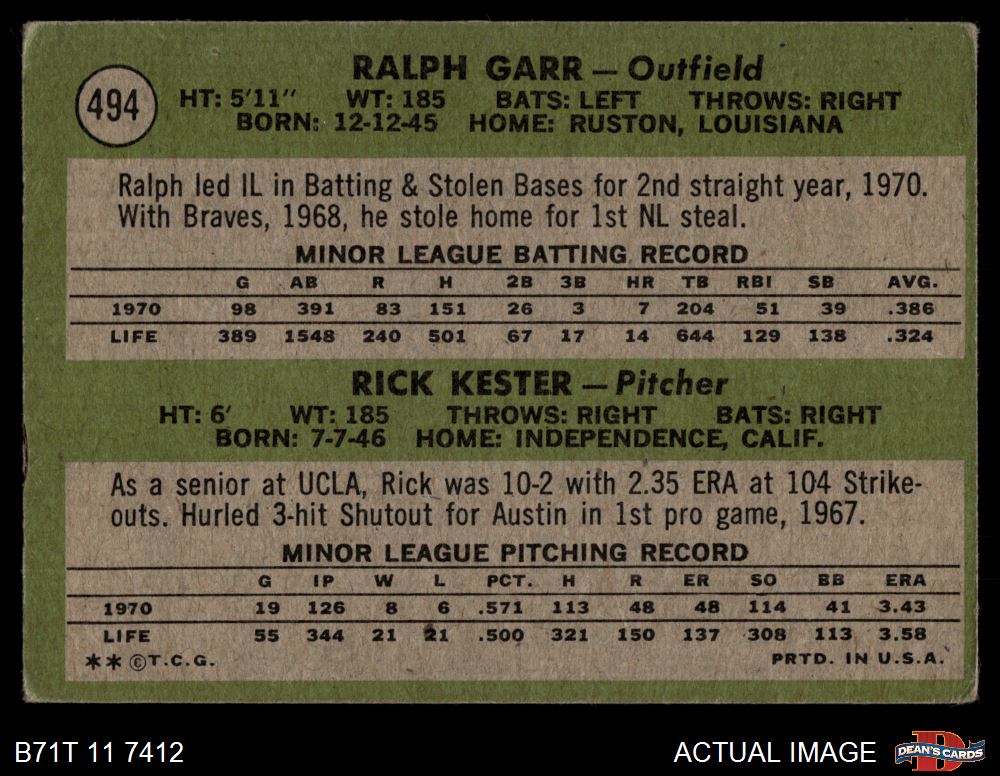 494
RALPH GARR — Outfield
HT: 5'11" WT: 185 BATS: LEFT THROWS: RIGHT
BORN: 12-12-45 HOME: RUSTON, LOUISIANA
Ralph led IL in Batting & Stolen Bases for 2nd straight year, 1970.
With Braves, 1968, he stole home for 1st NL steal.
MINOR LEAGUE BATTING RECORD
G AB R H 2B 3B HR TB RBI SB AVG.
1970 98 391 83 151 26 3 7 204 51 39 .386
LIFE 389 1548 240 501 67 17 14 644 129 138 .324
RICK KESTER — Pitcher
HT: 6' WT: 185 THROWS: RIGHT BATS: RIGHT
BORN: 7-7-46 HOME: INDEPENDENCE, CALIF.
As a senior at UCLA, Rick was 10-2 with 2.35 ERA at 104 Strike-
outs. Hurled 3-hit Shutout for Austin in 1st pro game, 1967.
MINOR LEAGUE PITCHING RECORD
G IP W L PCT. H R ER SO BB ERA
1970 19 126 8 6 .571 113 48 48 114 41 3.43
LIFE 55 344 21 21 .500 321 150 137 308 113 3.58
** ©T.C.G. PRTD. IN U.S.A.
B71T 11 7412 ACTUAL IMAGE DEAN'S CARDS